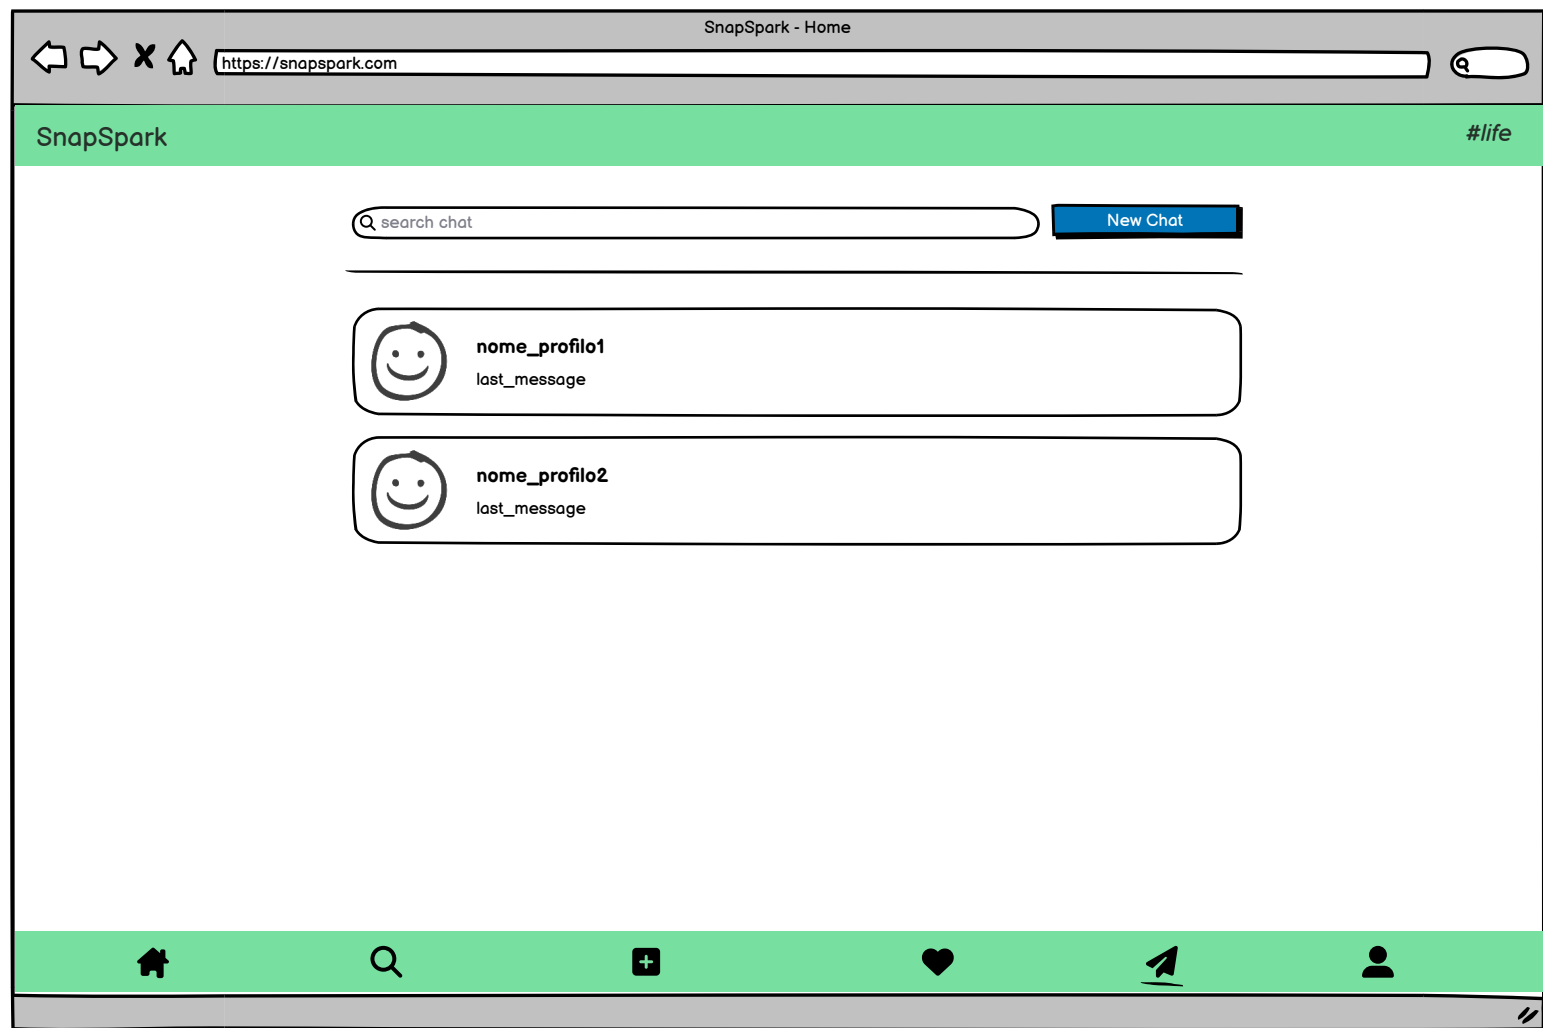 SnapSpark - Home
https://snapspark.com
SnapSpark
#life
search chat
New Chat
nome_profilo1
last_message
nome_profilo2
last_message